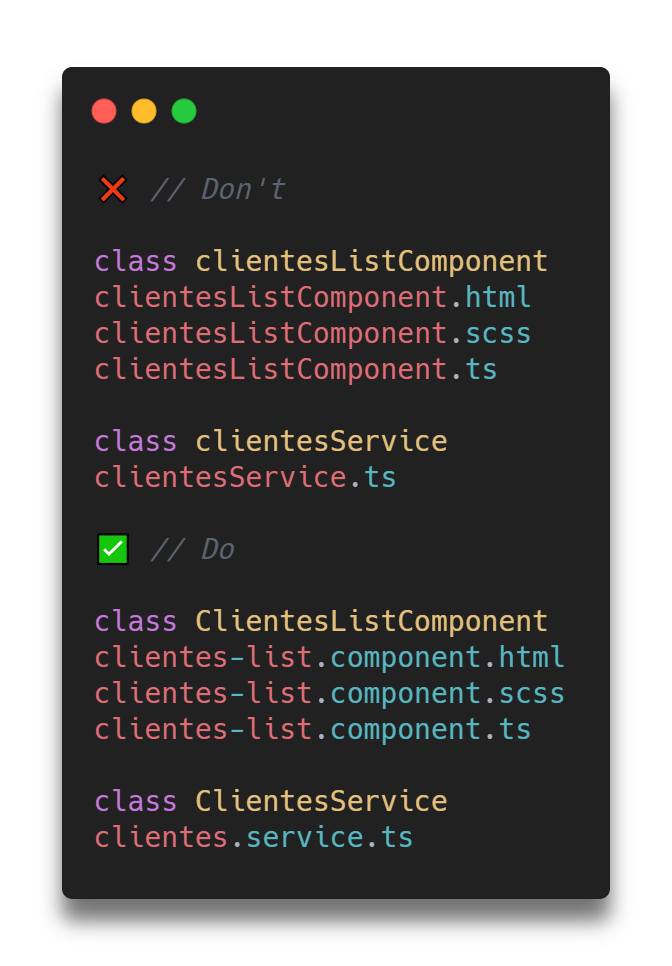 ❌ // Don't
class clientesListComponent
clientesListComponent.html
clientesListComponent.scss
clientesListComponent.ts
class clientesService
clientesService.ts
✅ // Do
class ClientesListComponent
clientes-list.component.html
clientes-list.component.scss
clientes-list.component.ts
class ClientesService
clientes.service.ts